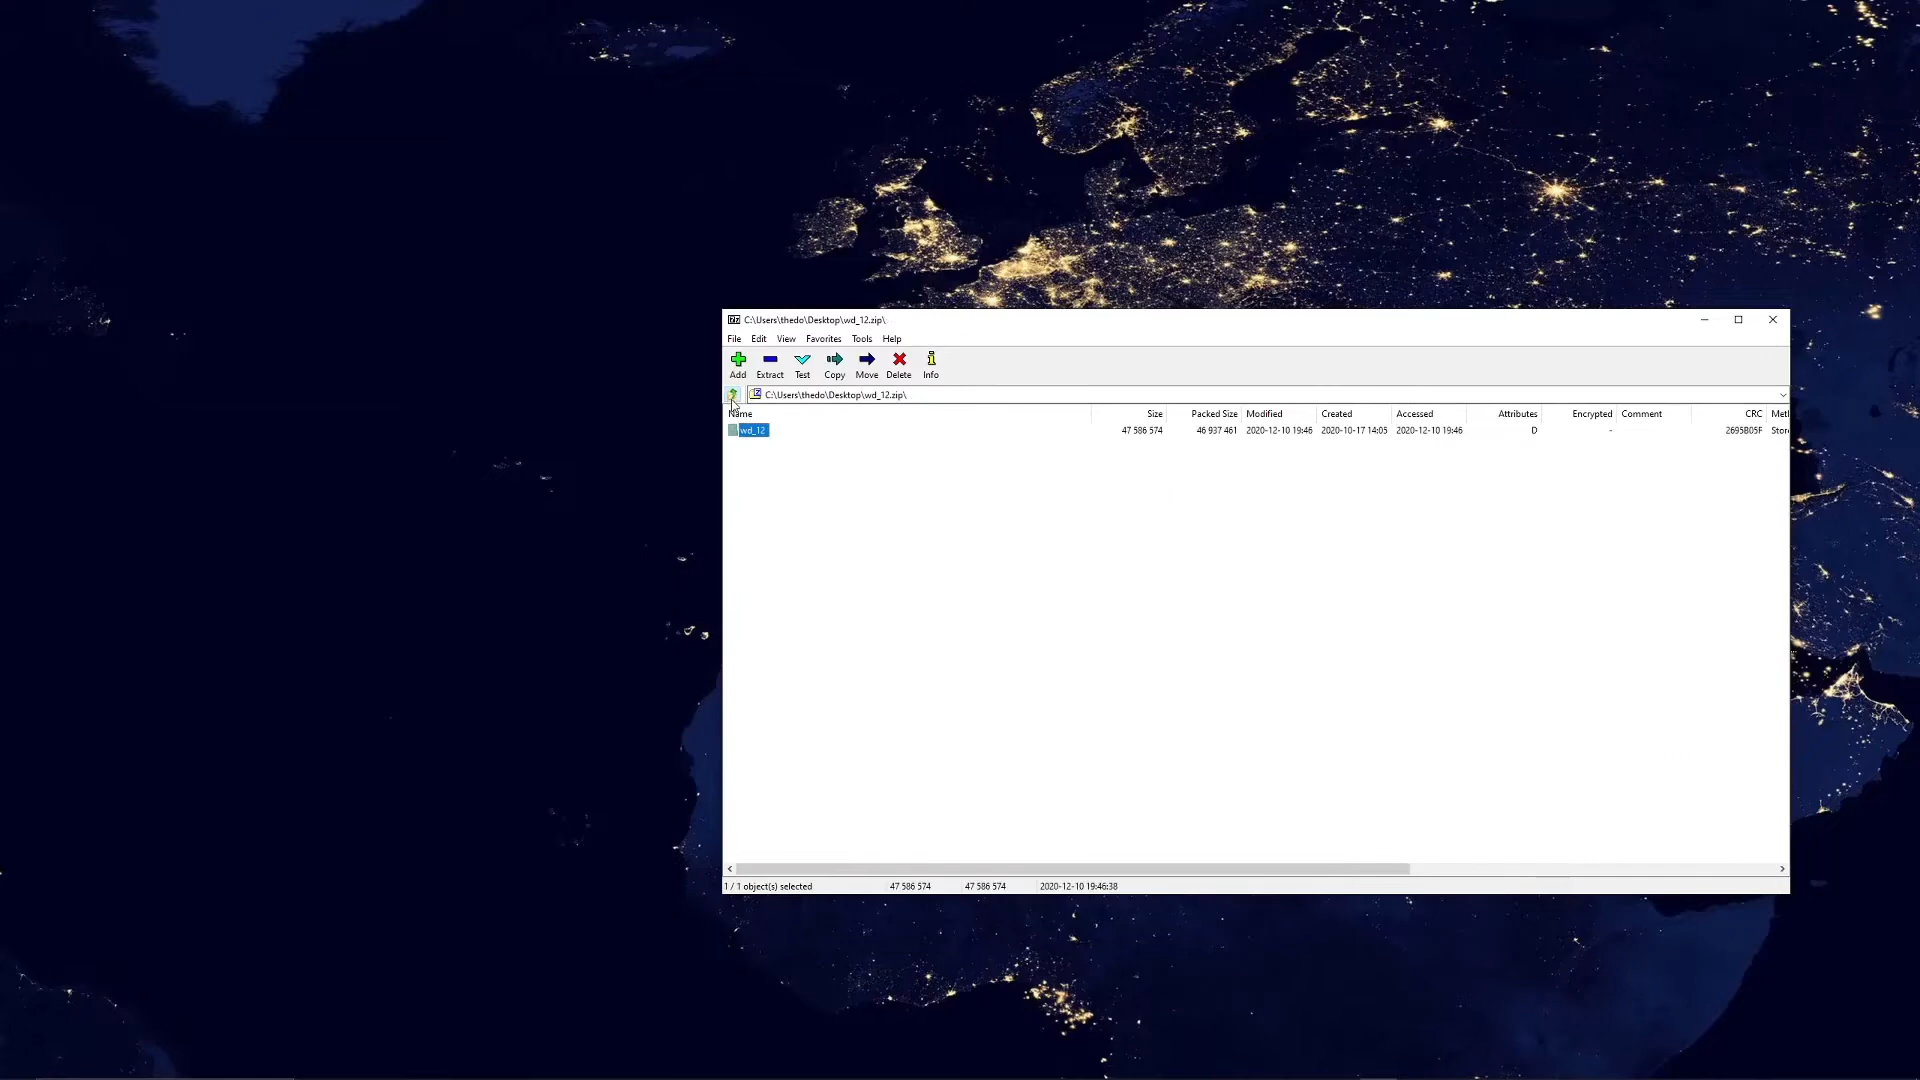 C:\Users\thedo\Desktop\wd_12.zip\
File Edit View Favorites Tools Help
Add Extract Test Copy Move Delete Info
C:\Users\thedo\Desktop\wd_12.zip\
Name Size Packed Size Modified Created Accessed Attributes Encrypted Comment CRC Meth
wd_12 47 586 574 46 937 461 2020-12-10 19:46 2020-10-17 14:05 2020-12-10 19:46 D - 2695B05F Stor
1 / 1 object(s) selected 47 586 574 47 586 574 2020-12-10 19:46:38